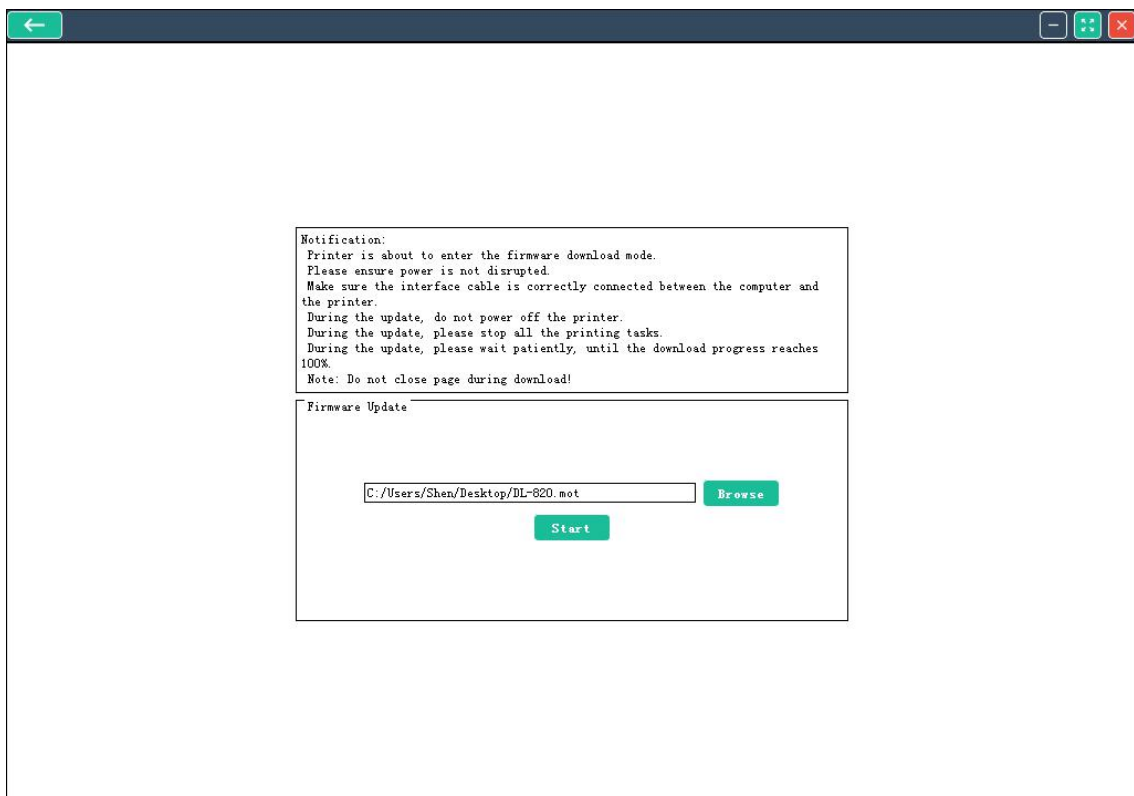 Notification:
Printer is about to enter the firmware download mode.
Please ensure power is not disrupted.
Make sure the interface cable is correctly connected between the computer and
the printer.
During the update, do not power off the printer.
During the update, please stop all the printing tasks.
During the update, please wait patiently, until the download progress reaches
100%.
Note: Do not close page during download!
Firmware Update
C:/Users/Shen/Desktop/DL-820.mot
Browse
Start